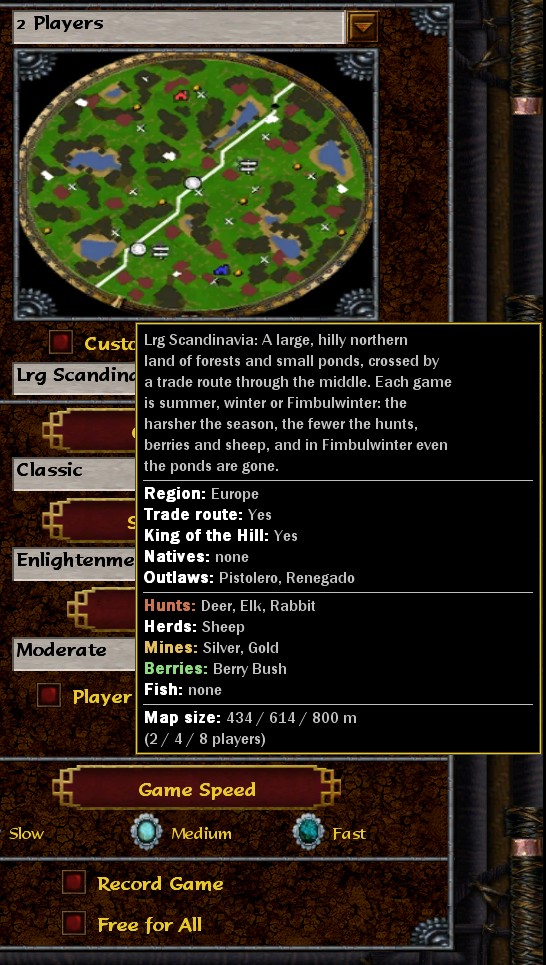 2 Players
Custo
Lrg Scandina
Classic
Enlightenme
Moderate
Player
Lrg Scandinavia: A large, hilly northern
land of forests and small ponds, crossed by
a trade route through the middle. Each game
is summer, winter or Fimbulwinter: the
harsher the season, the fewer the hunts,
berries and sheep, and in Fimbulwinter even
the ponds are gone.
Region: Europe
Trade route: Yes
King of the Hill: Yes
Natives: none
Outlaws: Pistolero, Renegado
Hunts: Deer, Elk, Rabbit
Herds: Sheep
Mines: Silver, Gold
Berries: Berry Bush
Fish: none
Map size: 434 / 614 / 800 m
(2 / 4 / 8 players)
Game Speed
Slow
Medium
Fast
Record Game
Free for All